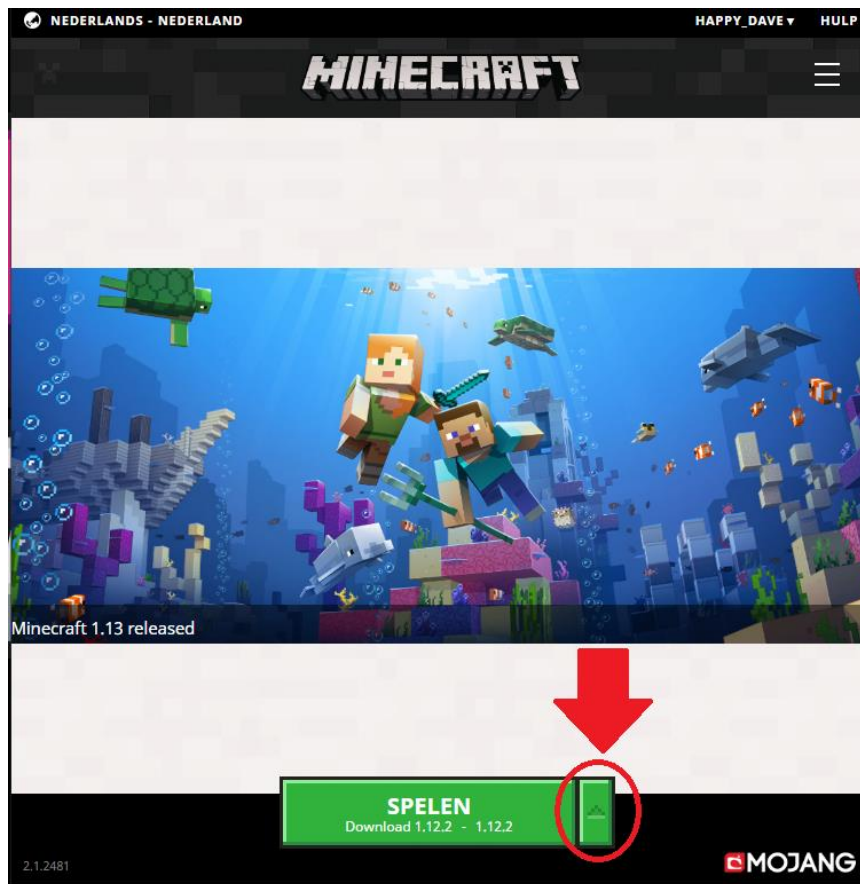 NEDERLANDS - NEDERLAND
HAPPY_DAVE ▾ HULP
MINECRAFT
Minecraft 1.13 released
SPELEN
Download 1.12.2 - 1.12.2
2.1.2481
MOJANG